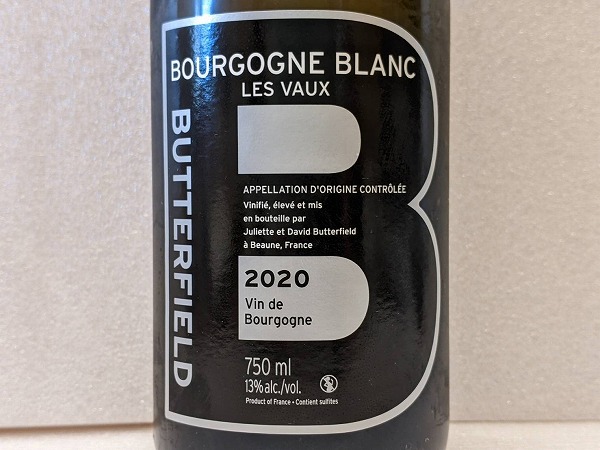 BOURGOGNE BLANC
LES VAUX
BUTTERFIELD
APPELLATION D'ORIGINE CONTRÔLÉE
Vinifié, élevé et mis
en bouteille par
Juliette et David Butterfield
à Beaune, France
2020
Vin de
Bourgogne
750 ml
13% alc./vol.
Product of France • Contient sulfites